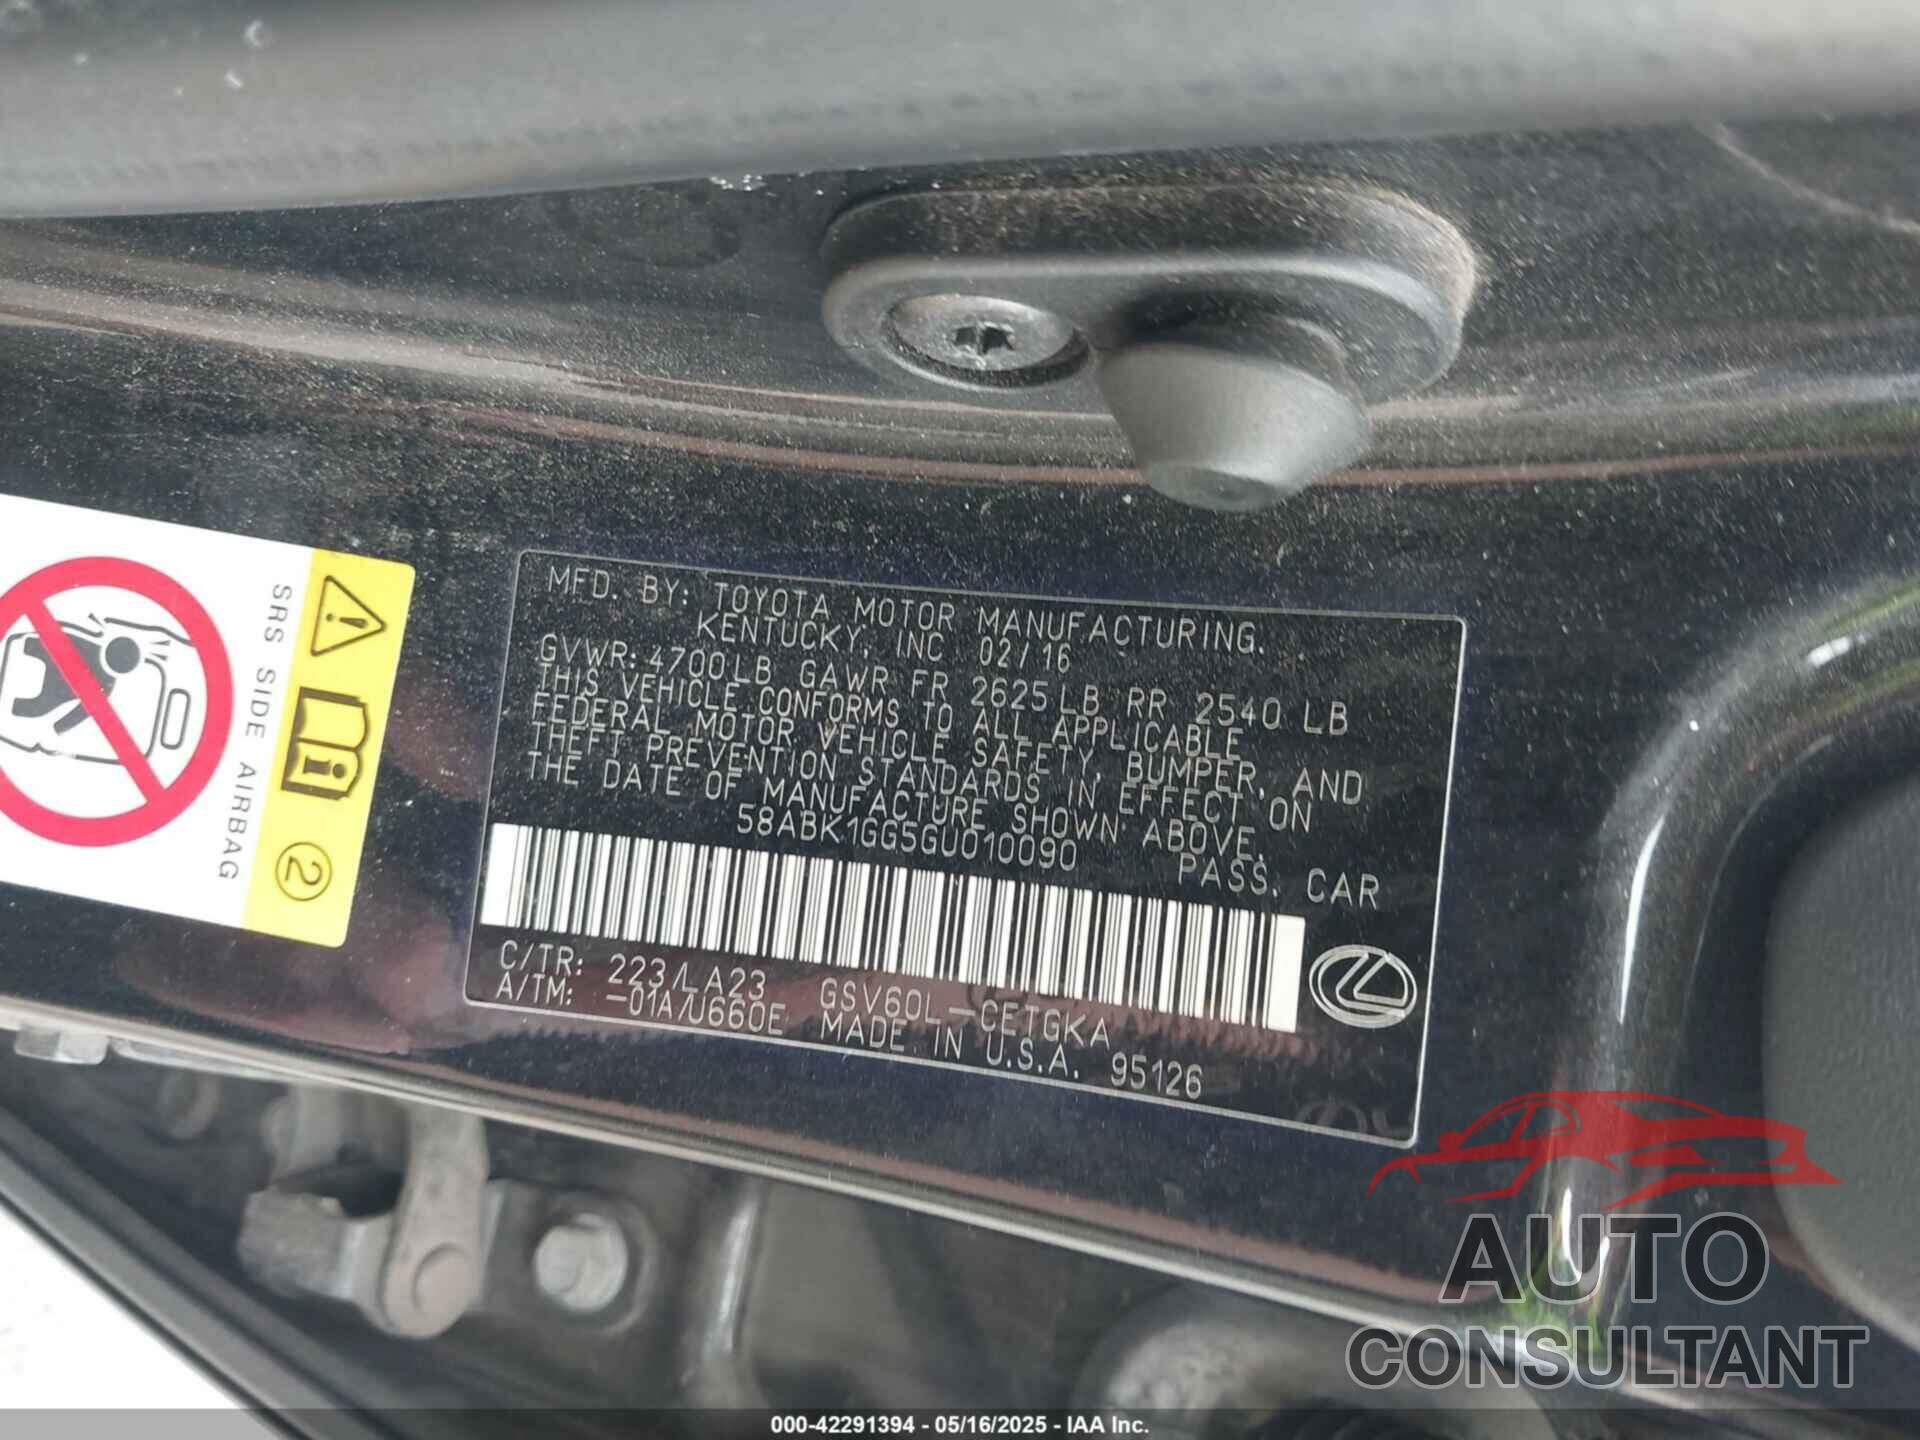 MFD. BY: TOYOTA MOTOR MANUFACTURING.
KENTUCKY, INC 02/16
GVWR: 4700LB GAWR FR 2625LB RR 2540 LB
THIS VEHICLE CONFORMS TO ALL APPLICABLE
FEDERAL MOTOR VEHICLE SAFETY, BUMPER, AND
THEFT PREVENTION STANDARDS IN EFFECT ON
THE DATE OF MANUFACTURE SHOWN ABOVE.
58ABK1GG5GU010090 PASS. CAR
C/TR: 223/LA23 GSV60L-CETGKA
A/TM: -01A/U660E MADE IN U.S.A. 95126
SRS SIDE AIRBAG
2
AUTO
CONSULTANT
000-42291394 - 05/16/2025 - IAA Inc.